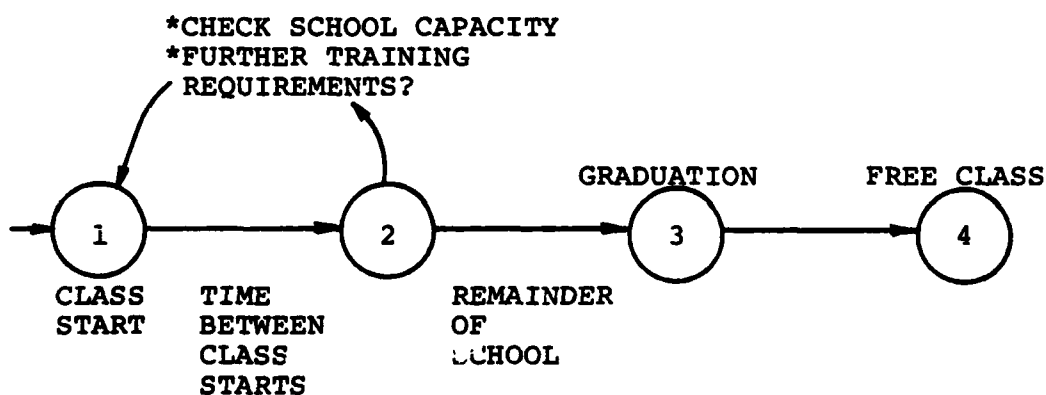 *CHECK SCHOOL CAPACITY
*FURTHER TRAINING
REQUIREMENTS?
GRADUATION
FREE CLASS
1
2
3
4
CLASS
START
TIME
BETWEEN
CLASS
STARTS
REMAINDER
OF
SCHOOL